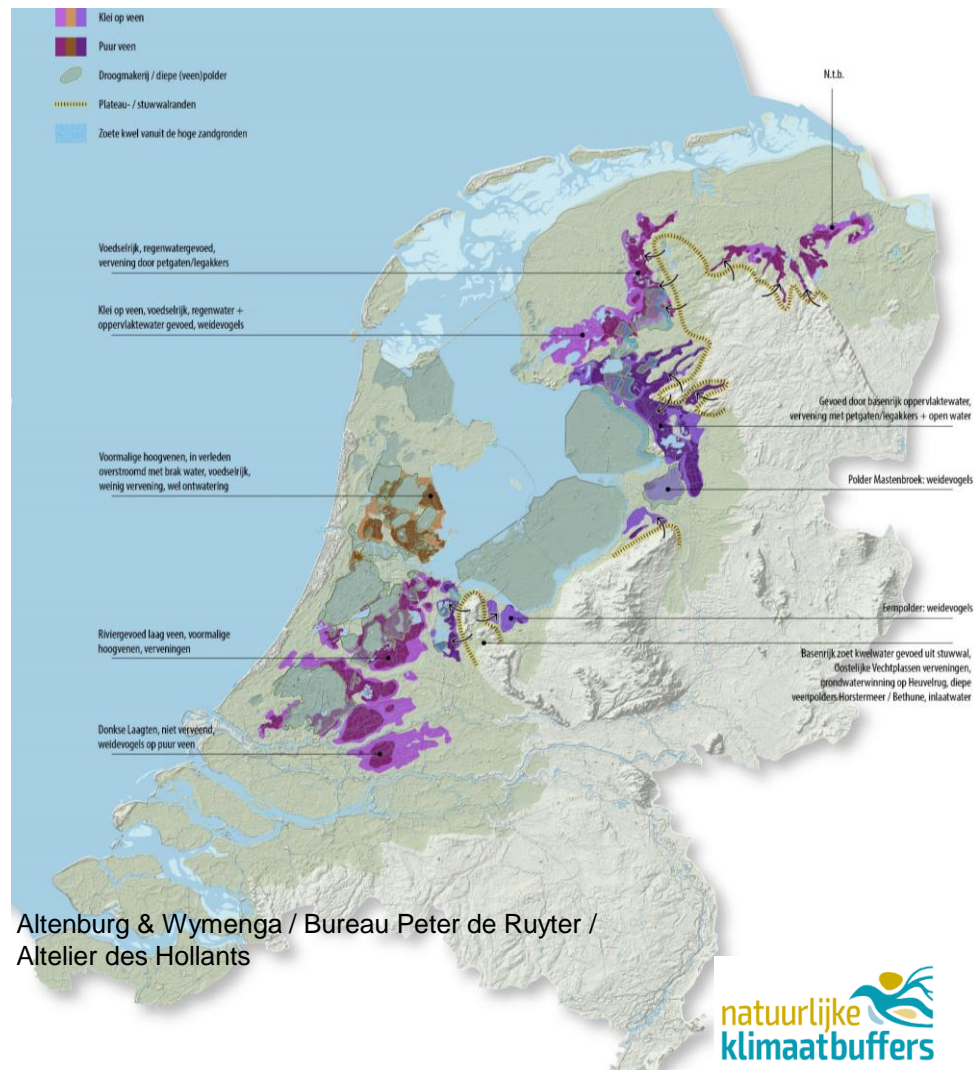 Klei op veen
Puur veen
Droogmakerij / diepe (veen)polder
Plateau- / stuwwalranden
Zoete kwel vanuit de hoge zandgronden
N.t.b.
Voedselrijk, regenwatergevoed,
vervening door petgaten/legakkers
Klei op veen, voedselrijk, regenwater +
oppervlaktewater gevoed, weidevogels
Gevoed door basenrijk oppervlaktewater,
vervening met petgaten/legakkers + open water
Voormalige hoogvenen, in verleden
overstroomd met brak water, voedselrijk,
weinig vervening, wel ontwatering
Polder Mastenbroek: weidevogels
Eempolder: weidevogels
Riviergevoed laag veen, voormalige
hoogvenen, verveningen
Basenrijk zoet kwelwater gevoed uit stuwwal,
Oostelijke Vechtplassen verveningen,
grondwaterwinning op Heuvelrug, diepe
veenpolders Horstermeer / Bethune, inlaatwater
Donkse Laagten, niet verveend,
weidevogels op puur veen
Altenburg & Wymenga / Bureau Peter de Ruyter /
Altelier des Hollants
natuurlijke
klimaatbuffers